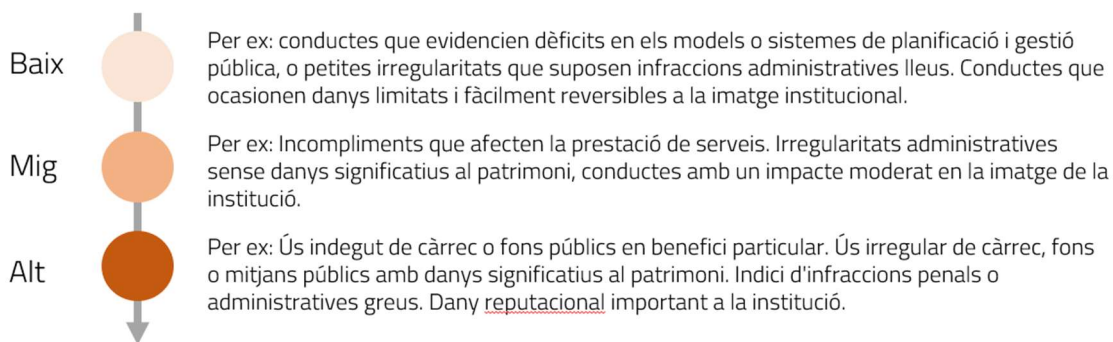 Baix
Per ex: conductes que evidencien dèficits en els models o sistemes de planificació i gestió
pública, o petites irregularitats que suposen infraccions administratives lleus. Conductes que
ocasionen danys limitats i fàcilment reversibles a la imatge institucional.
Mig
Per ex: Incompliments que afecten la prestació de serveis. Irregularitats administratives
sense danys significatius al patrimoni, conductes amb un impacte moderat en la imatge de la
institució.
Alt
Per ex: Ús indegut de càrrec o fons públics en benefici particular. Ús irregular de càrrec, fons
o mitjans públics amb danys significatius al patrimoni. Indici d'infraccions penals o
administratives greus. Dany reputacional important a la institució.